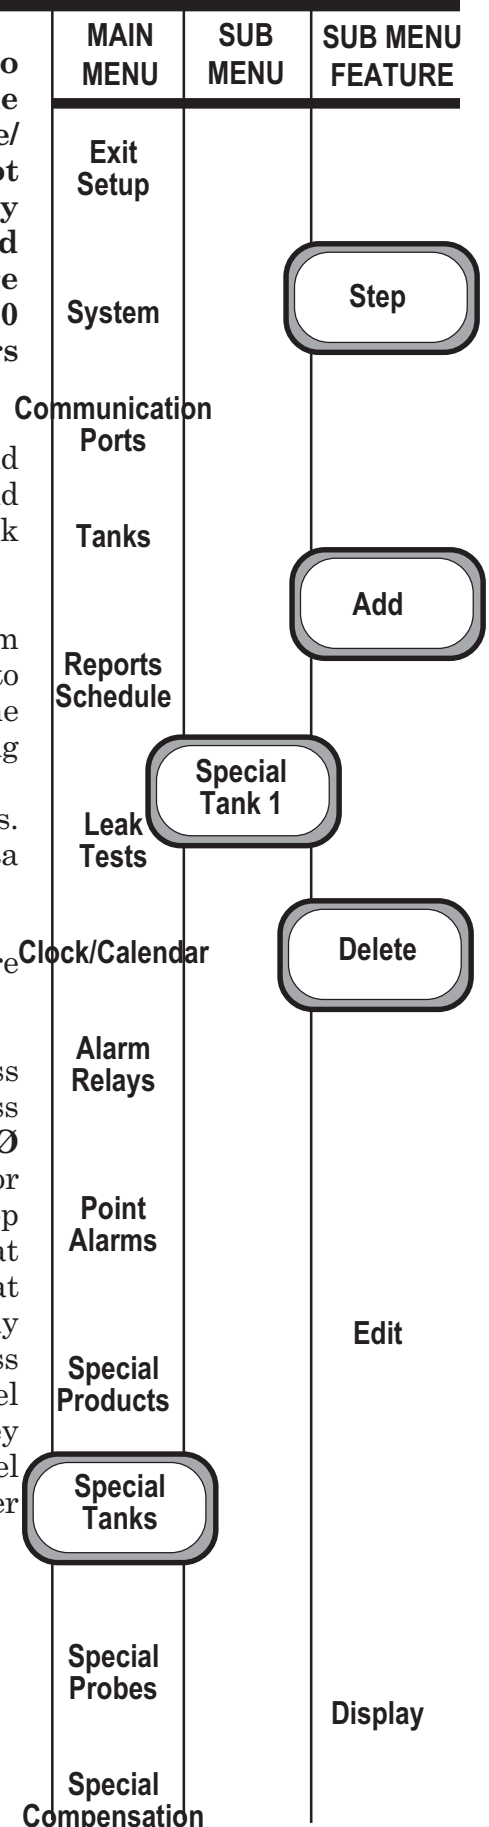 MAIN
MENU
SUB
MENU
SUB MENU
FEATURE
Exit
Setup
System
Communication
Ports
Tanks
Reports
Schedule
Leak
Tests
Clock/Calendar
Alarm
Relays
Point
Alarms
Special
Products
Special
Tanks
Special
Probes
Special
Compensation
Special
Tank 1
Step
Add
Delete
Edit
Display